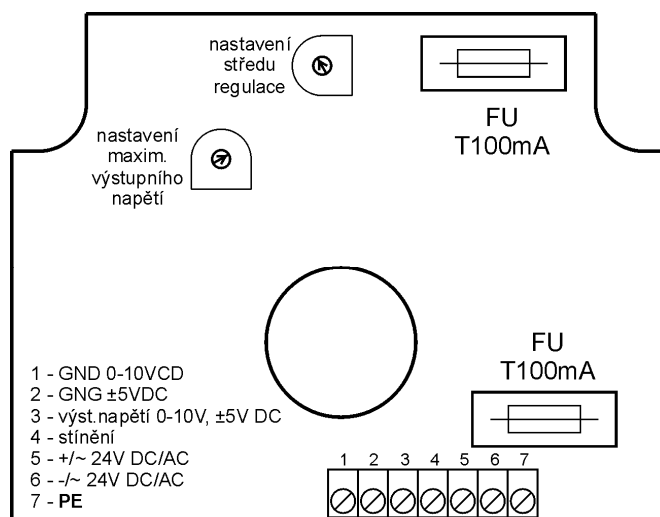 nastavení
středu
regulace
FU
T100mA
nastavení
maxim.
výstupního
napětí
FU
T100mA
1 - GND 0-10VCD
2 - GNG ±5VDC
3 - výst.napětí 0-10V, ±5V DC
4 - stínění
5 - +/~ 24V DC/AC
6 - -/~ 24V DC/AC
7 - PE
1 2 3 4 5 6 7